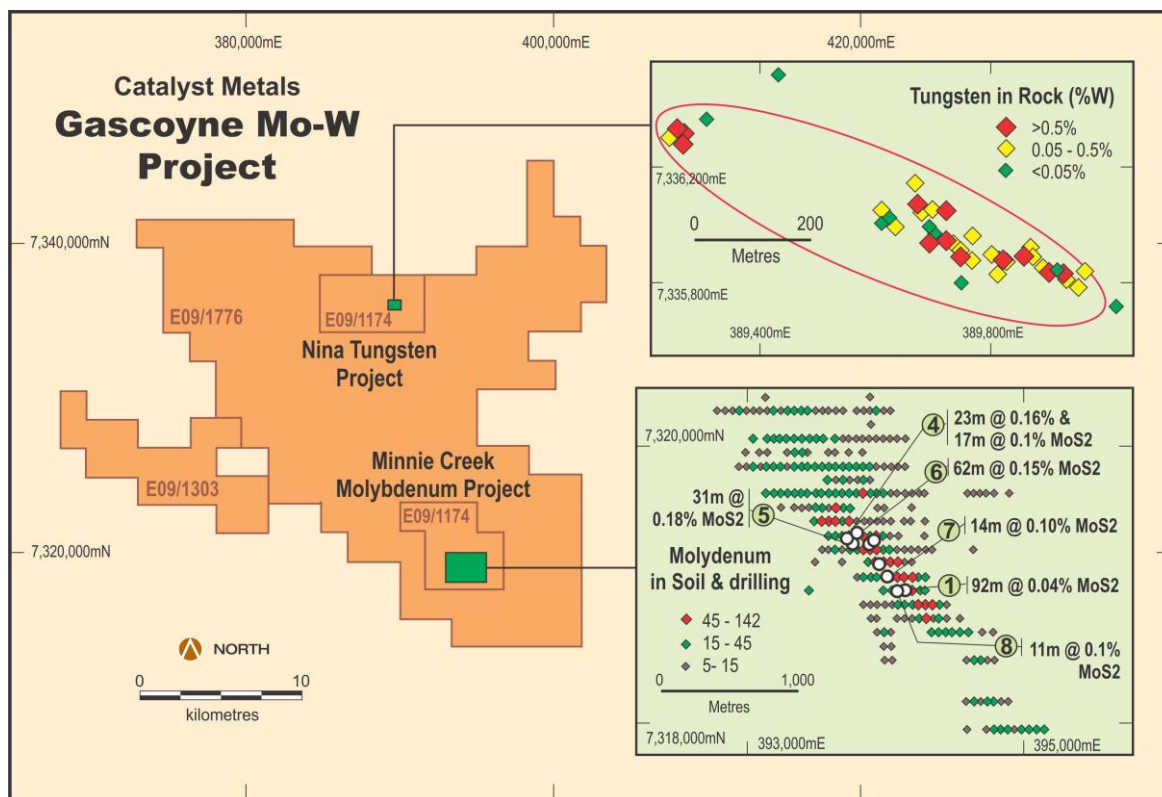 380,000mE
400,000mE
420,000mE
Catalyst Metals
Gascoyne Mo-W
Project
7,340,000mN
E09/1776
E09/1174
Nina Tungsten
Project
Minnie Creek
Molybdenum Project
E09/1303
E09/1174
7,320,000mN
NORTH
0
10
kilometres
Tungsten in Rock (%W)
>0.5%
0.05 - 0.5%
<0.05%
7,336,200mE
0
200
Metres
7,335,800mE
389,400mE
389,800mE
7,320,000mN
4
23m @ 0.16% &
17m @ 0.1% MoS2
6
62m @ 0.15% MoS2
31m @
0.18% MoS2
5
7
14m @ 0.10% MoS2
Molydenum
in Soil & drilling
1
92m @ 0.04% MoS2
45 - 142
15 - 45
5- 15
8
11m @ 0.1%
MoS2
0
1,000
Metres
7,318,000mN
393,000mE
395,000mE